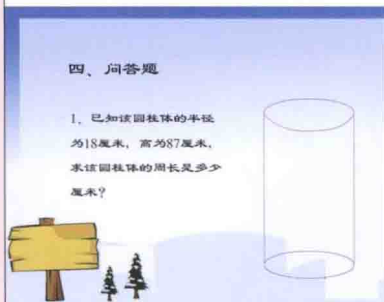 四、问答题
1、已知该圆柱体的半径
为18厘米，高为87厘米，
求该圆柱体的周长是多少
厘米？